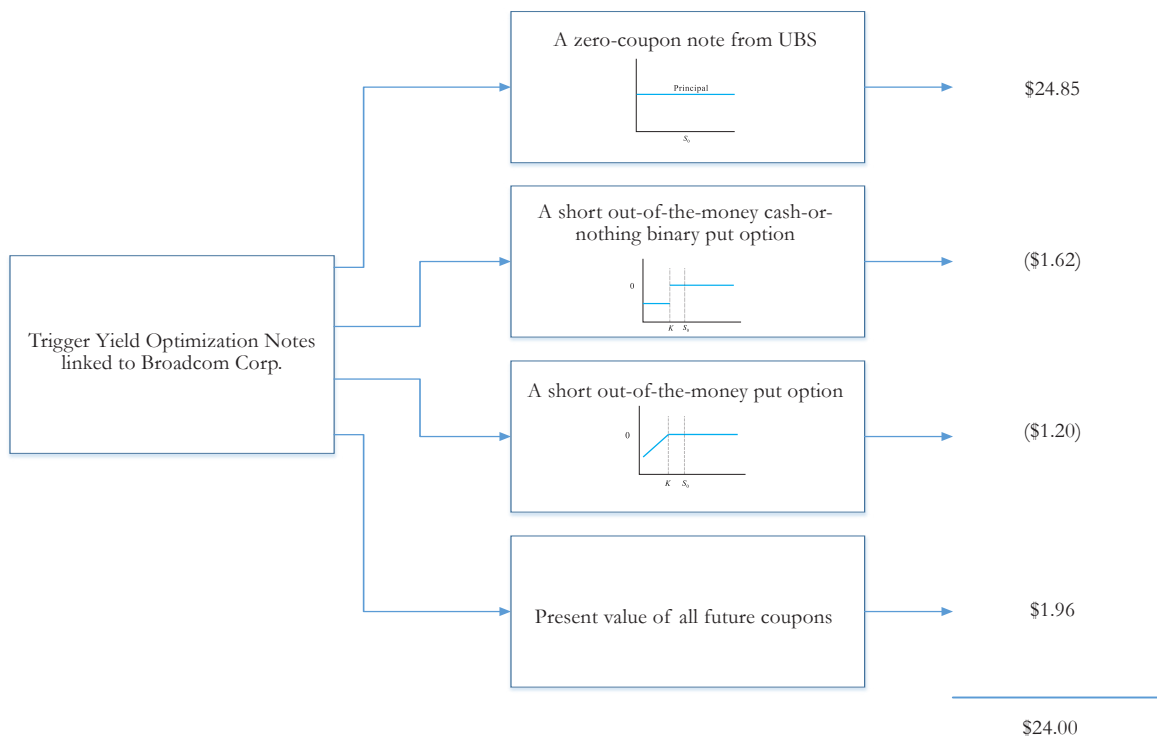 A zero-coupon note from UBS
Principal
S0
$24.85
A short out-of-the-money cash-or-
nothing binary put option
0
K S0
($1.62)
Trigger Yield Optimization Notes
linked to Broadcom Corp.
A short out-of-the-money put option
0
K S0
($1.20)
Present value of all future coupons
$1.96
$24.00